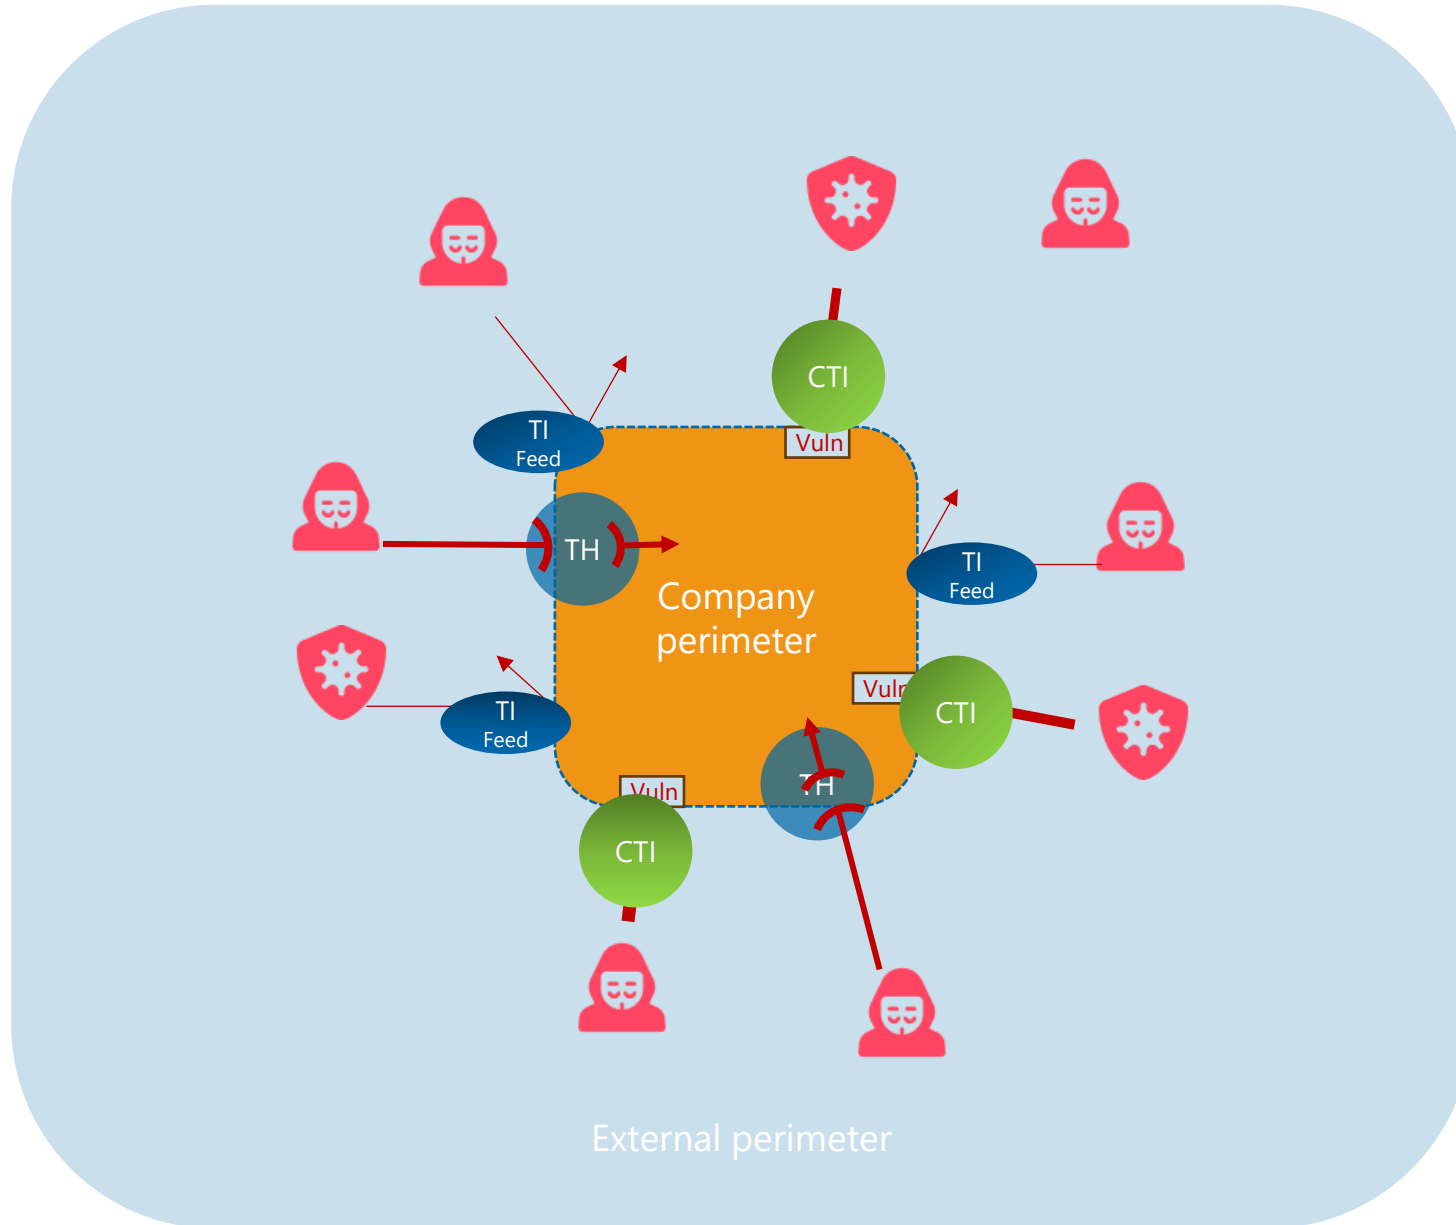 CTI
Vuln
TI
Feed
TH
TI
Feed
Company
perimeter
Vuln
CTI
TI
Feed
Vuln
TH
CTI
External perimeter